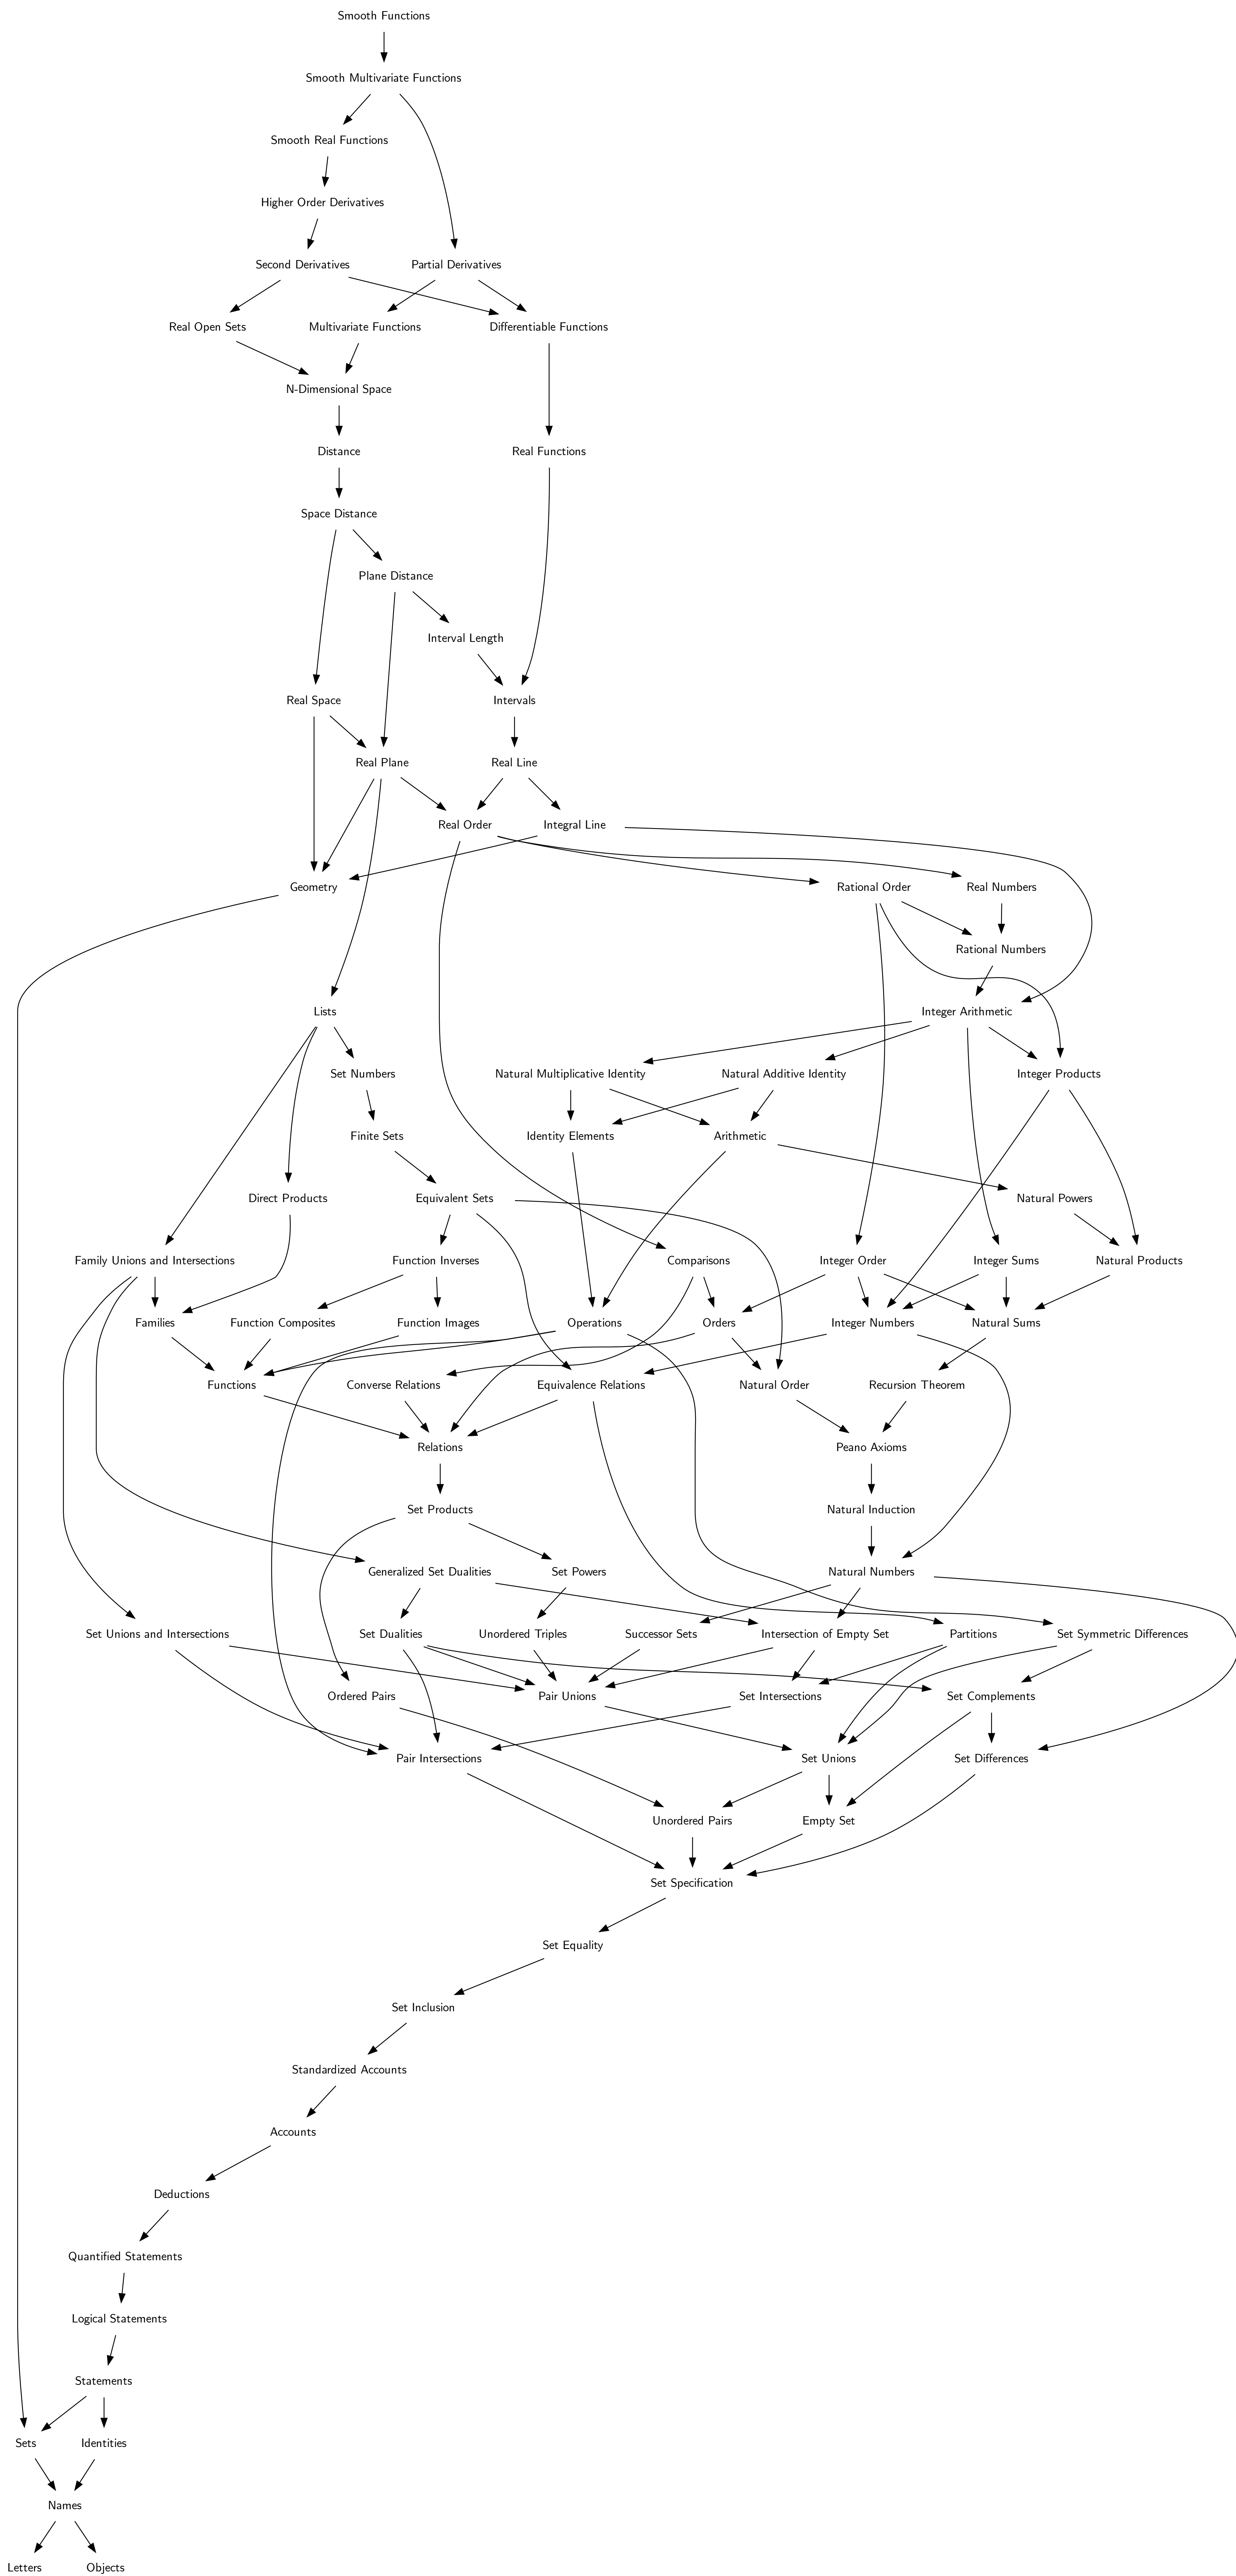 Smooth Functions
Smooth Multivariate Functions
Smooth Real Functions
Higher Order Derivatives
Second Derivatives
Partial Derivatives
Real Open Sets
Multivariate Functions
Differentiable Functions
N-Dimensional Space
Distance
Real Functions
Space Distance
Plane Distance
Interval Length
Real Space
Intervals
Real Plane
Real Line
Real Order
Integral Line
Geometry
Rational Order
Real Numbers
Rational Numbers
Lists
Integer Arithmetic
Set Numbers
Natural Multiplicative Identity
Natural Additive Identity
Integer Products
Finite Sets
Identity Elements
Arithmetic
Direct Products
Equivalent Sets
Natural Powers
Family Unions and Intersections
Function Inverses
Comparisons
Integer Order
Integer Sums
Natural Products
Families
Function Composites
Function Images
Operations
Orders
Integer Numbers
Natural Sums
Functions
Converse Relations
Equivalence Relations
Natural Order
Recursion Theorem
Relations
Peano Axioms
Set Products
Natural Induction
Generalized Set Dualities
Set Powers
Natural Numbers
Set Unions and Intersections
Set Dualities
Unordered Triples
Successor Sets
Intersection of Empty Set
Partitions
Set Symmetric Differences
Ordered Pairs
Pair Unions
Set Intersections
Set Complements
Pair Intersections
Set Unions
Set Differences
Unordered Pairs
Empty Set
Set Specification
Set Equality
Set Inclusion
Standardized Accounts
Accounts
Deductions
Quantified Statements
Logical Statements
Statements
Sets
Identities
Names
Letters
Objects